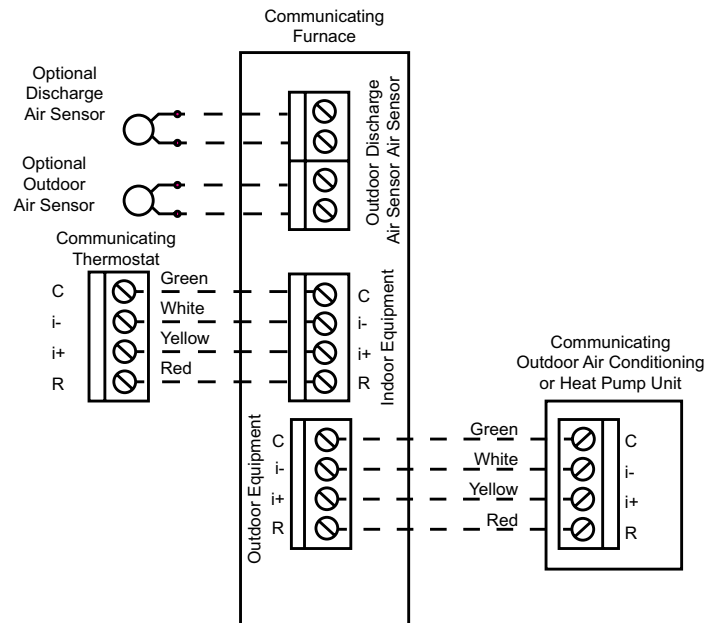 Communicating
Furnace
Optional
Discharge
Air Sensor
Optional
Outdoor
Air Sensor
Outdoor Discharge
Air Sensor Air Sensor
Communicating
Thermostat
C
i-
i+
R
Green
White
Yellow
Red
C
i-
i+
R
Indoor Equipment
Outdoor Equipment
C
i-
i+
R
Green
White
Yellow
Red
Communicating
Outdoor Air Conditioning
or Heat Pump Unit
C
i-
i+
R